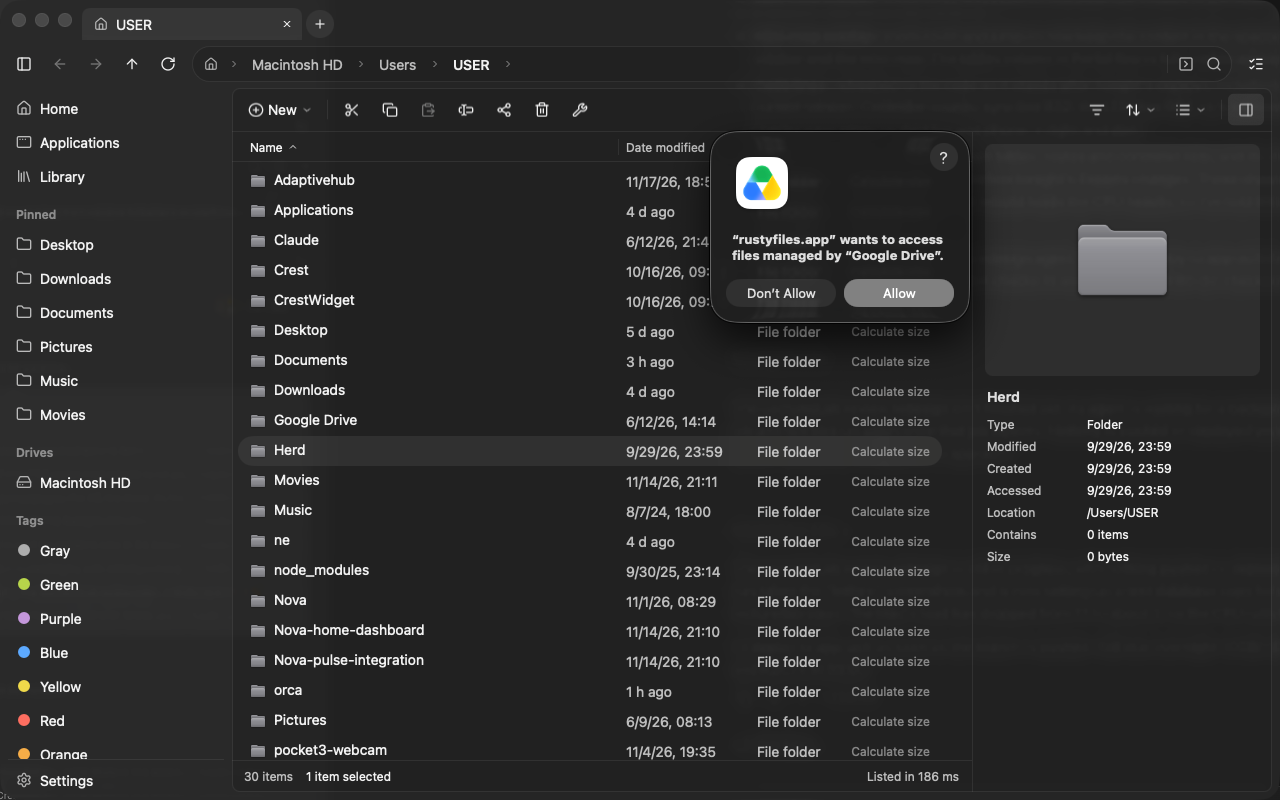 USER
Macintosh HD
Users
USER
Home
Applications
Library
Pinned
Desktop
Downloads
Documents
Pictures
Music
Movies
Drives
Macintosh HD
Tags
Gray
Green
Purple
Blue
Yellow
Red
Orange
Settings
New
Name
Date modified
Adaptivehub 11/17/26, 18:5
Applications 4 d ago
Claude 6/12/26, 21:4
Crest 10/16/26, 09:
CrestWidget 10/16/26, 09:
Desktop 5 d ago File folder Calculate size
Documents 3 h ago File folder Calculate size
Downloads 4 d ago File folder Calculate size
Google Drive 6/12/26, 14:14 File folder Calculate size
Herd 9/29/26, 23:59 File folder Calculate size
Movies 11/14/26, 21:11 File folder Calculate size
Music 8/7/24, 18:00 File folder Calculate size
ne 4 d ago File folder Calculate size
node_modules 9/30/25, 23:14 File folder Calculate size
Nova 11/1/26, 08:29 File folder Calculate size
Nova-home-dashboard 11/14/26, 21:10 File folder Calculate size
Nova-pulse-integration 11/14/26, 21:10 File folder Calculate size
orca 1 h ago File folder Calculate size
Pictures 6/9/26, 08:13 File folder Calculate size
pocket3-webcam 11/4/26, 19:35 File folder Calculate size
30 items 1 item selected Listed in 186 ms
?
“rustyfiles.app” wants to access
files managed by “Google Drive”.
Don’t Allow
Allow
Herd
Type Folder
Modified 9/29/26, 23:59
Created 9/29/26, 23:59
Accessed 9/29/26, 23:59
Location /Users/USER
Contains 0 items
Size 0 bytes